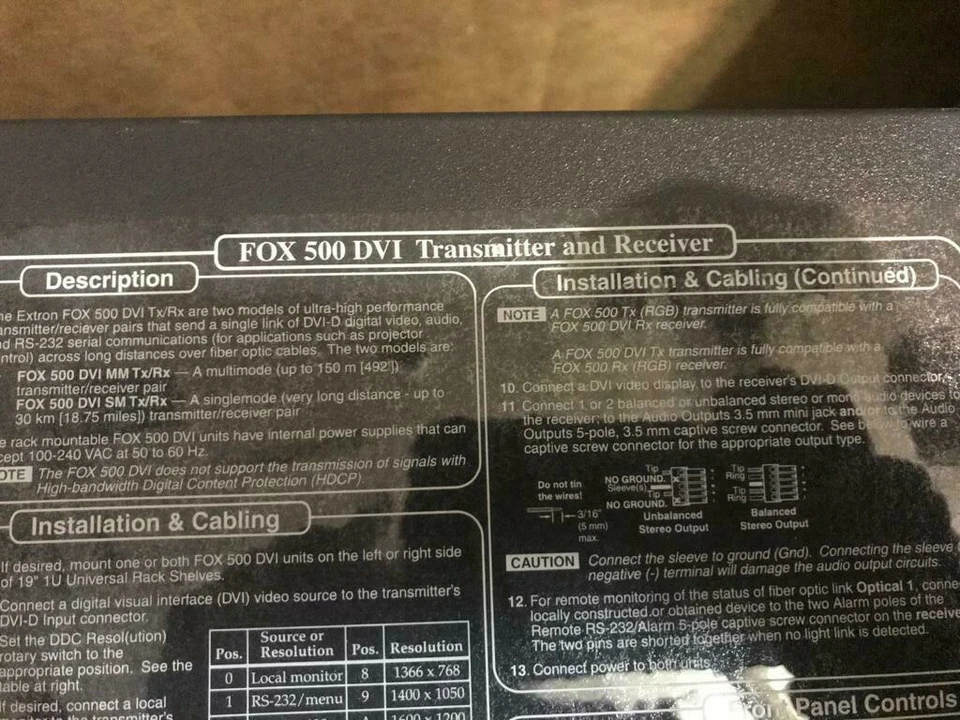 FOX 500 DVI Transmitter and Receiver
Description
he Extron FOX 500 DVI Tx/Rx are two models of ultra-high performance
ansmitter/reciever pairs that send a single link of DVI-D digital video, audio,
nd RS-232 serial communications (for applications such as projector
ntrol) across long distances over fiber optic cables. The two models are:
FOX 500 DVI MM Tx/Rx — A multimode (up to 150 m [492'])
transmitter/receiver pair
FOX 500 DVI SM Tx/Rx — A singlemode (very long distance - up to
30 km [18.75 miles]) transmitter/receiver pair
e rack mountable FOX 500 DVI units have internal power supplies that can
cept 100-240 VAC at 50 to 60 Hz.
OTE The FOX 500 DVI does not support the transmission of signals with
High-bandwidth Digital Content Protection (HDCP).
Installation & Cabling
If desired, mount one or both FOX 500 DVI units on the left or right side
of 19" 1U Universal Rack Shelves.
Connect a digital visual interface (DVI) video source to the transmitter's
DVI-D Input connector.
Set the DDC Resol(ution)
rotary switch to the
appropriate position. See the
table at right.
If desired, connect a local
monitor to the transmitter's
Pos. Source or Resolution Pos. Resolution
0 Local monitor 8 1366 x 768
1 RS-232/menu 9 1400 x 1050
A 1600 x 1200
Installation & Cabling (Continued)
NOTE A FOX 500 Tx (RGB) transmitter is fully compatible with a
FOX 500 DVI Rx receiver.
A FOX 500 DVI Tx transmitter is fully compatible with a
FOX 500 Rx (RGB) receiver.
10. Connect a DVI video display to the receiver's DVI-D Output connector.
11. Connect 1 or 2 balanced or unbalanced stereo or mono audio devices to
the receiver; to the Audio Outputs 3.5 mm mini jack and/or to the Audio
Outputs 5-pole, 3.5 mm captive screw connector. See below to wire a
captive screw connector for the appropriate output type.
Do not tin
the wires!
3/16"
(5 mm)
max.
Tip
NO GROUND.
Sleeve(s)
Tip
NO GROUND.
Unbalanced
Stereo Output
Tip
Ring
Tip
Ring
Balanced
Stereo Output
CAUTION Connect the sleeve to ground (Gnd). Connecting the sleeve
negative (-) terminal will damage the audio output circuits.
12. For remote monitoring of the status of fiber optic link Optical 1, conne
locally constructed or obtained device to the two Alarm poles of the
Remote RS-232/Alarm 5-pole captive screw connector on the receive
The two pins are shorted together when no light link is detected.
13. Connect power to both units.
Panel Controls